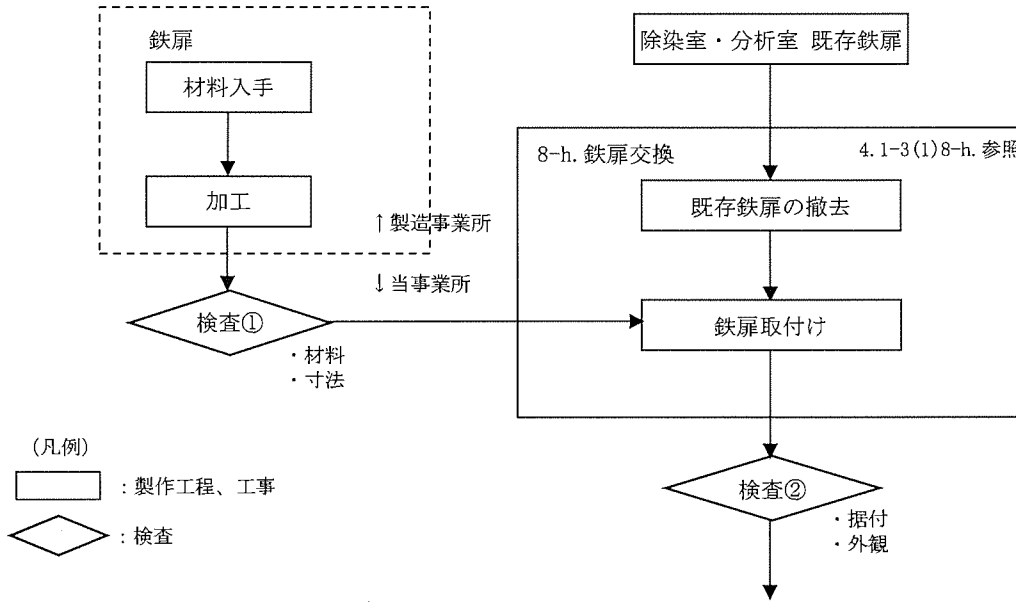 鉄扉
材料入手
加工
↑製造事業所
↓当事業所
検査①
・材料
・寸法
除染室・分析室 既存鉄扉
8-h. 鉄扉交換
4.1-3(1)8-h. 参照
既存鉄扉の撤去
鉄扉取付け
検査②
・据付
・外観
(凡例)
：製作工程、工事
：検査